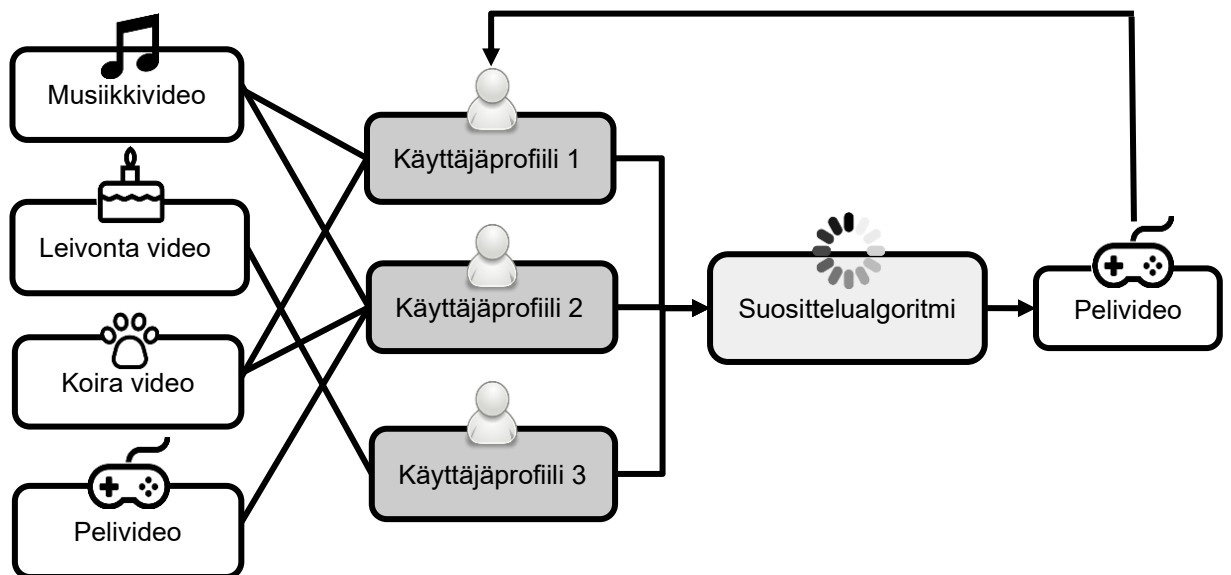 Musiikkivideo
Leivonta video
Koira video
Pelivideo
Käyttäjäprofiili 1
Käyttäjäprofiili 2
Käyttäjäprofiili 3
Suosittelualgoritmi
Pelivideo